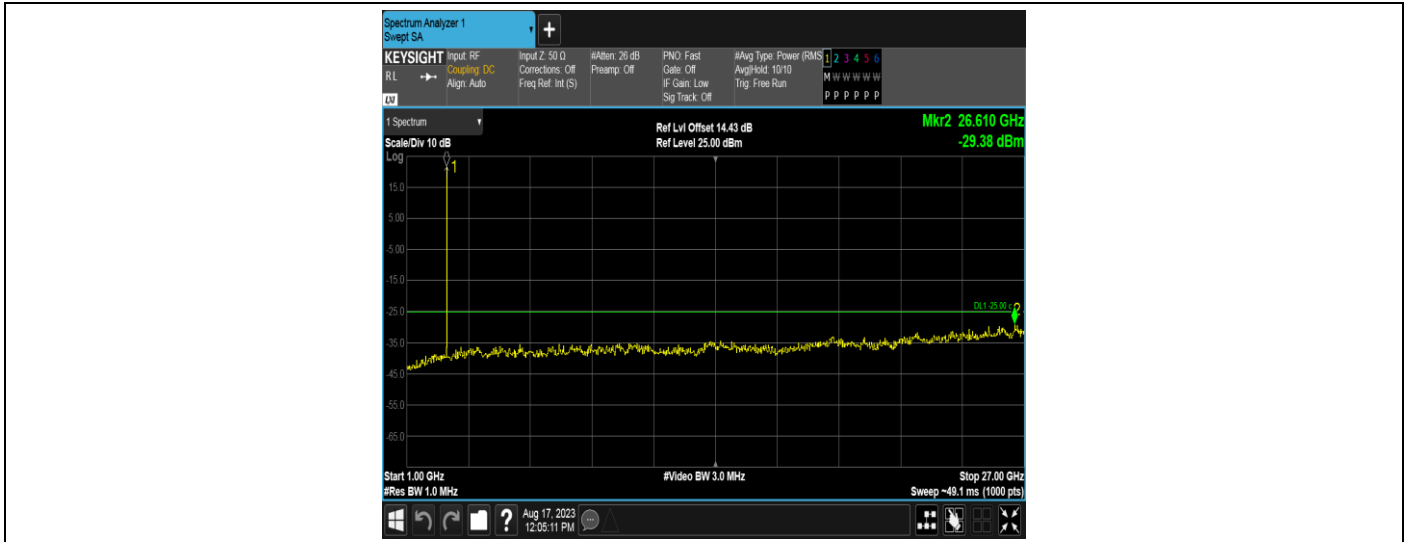 Spectrum Analyzer 1
Swept SA
+
KEYSIGHT
RL
LXI
Input: RF
Coupling: DC
Align: Auto
Input Z: 50 Ω
Corrections: Off
Freq Ref: Int (S)
#Atten: 26 dB
Preamp: Off
PNO: Fast
Gate: Off
IF Gain: Low
Sig Track: Off
#Avg Type: Power (RMS
Avg|Hold: 10/10
Trig: Free Run
1 2 3 4 5 6
M W W W W W
P P P P P P
1 Spectrum
Scale/Div 10 dB
Log
Ref Lvl Offset 14.43 dB
Ref Level 25.00 dBm
Mkr2 26.610 GHz
-29.38 dBm
1
15.0
5.00
-5.00
-15.0
DL1 -25.00
2
-25.0
-35.0
-45.0
-55.0
-65.0
Start 1.00 GHz
#Video BW 3.0 MHz
Stop 27.00 GHz
#Res BW 1.0 MHz
Sweep ~49.1 ms (1000 pts)
?
Aug 17, 2023
12:05:11 PM